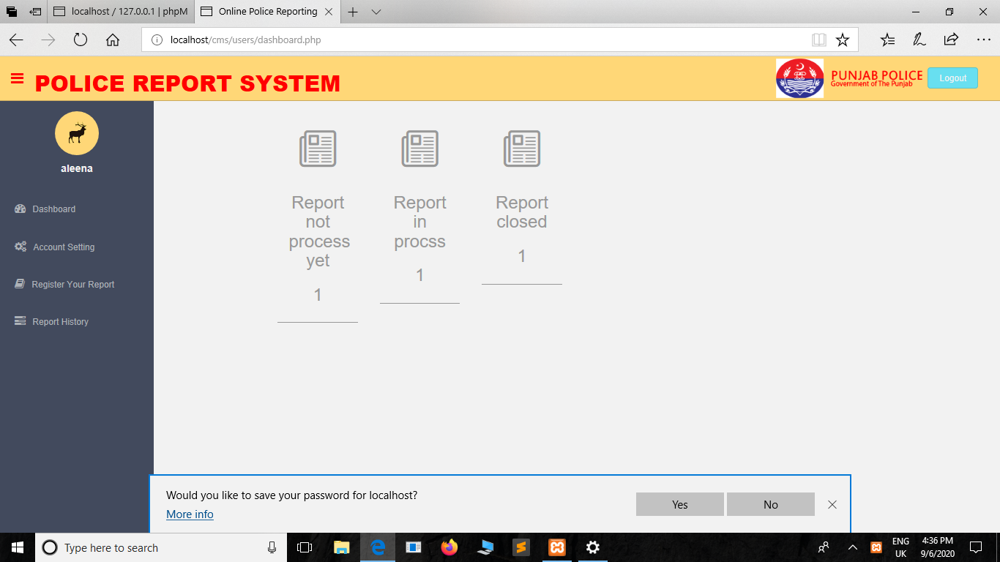 localhost / 127.0.0.1 | phpM
Online Police Reporting
localhost/cms/users/dashboard.php
POLICE REPORT SYSTEM
PUNJAB POLICE
Government of The Punjab
Logout
aleena
Dashboard
Account Setting
Register Your Report
Report History
Report
not
process
yet
1
Report
in
procss
1
Report
closed
1
Would you like to save your password for localhost?
More info
Yes
No
Type here to search
ENG
UK
4:36 PM
9/6/2020